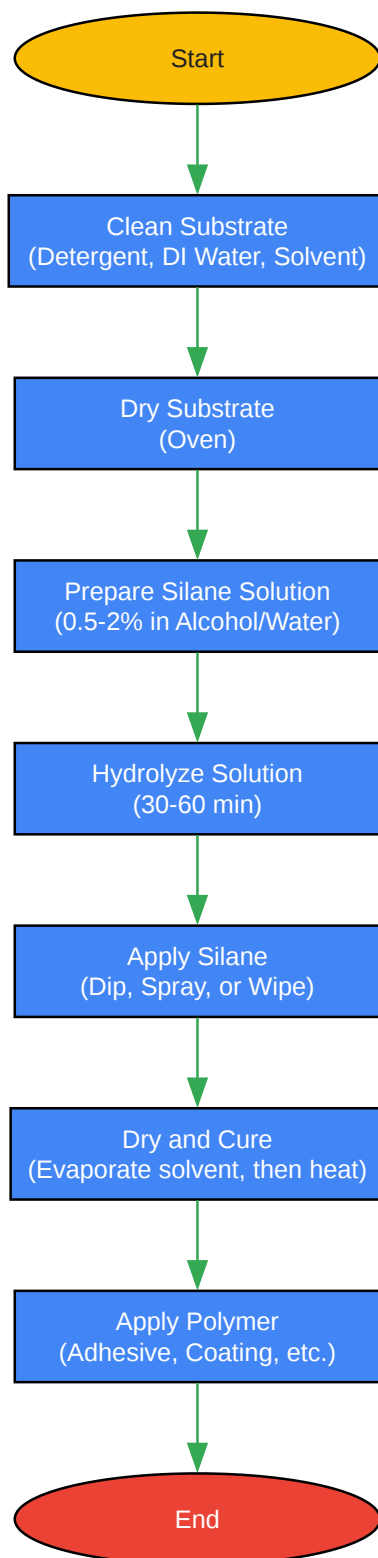 Start
Clean Substrate
(Detergent, DI Water, Solvent)
Dry Substrate
(Oven)
Prepare Silane Solution
(0.5-2% in Alcohol/Water)
Hydrolyze Solution
(30-60 min)
Apply Silane
(Dip, Spray, or Wipe)
Dry and Cure
(Evaporate solvent, then heat)
Apply Polymer
(Adhesive, Coating, etc.)
End